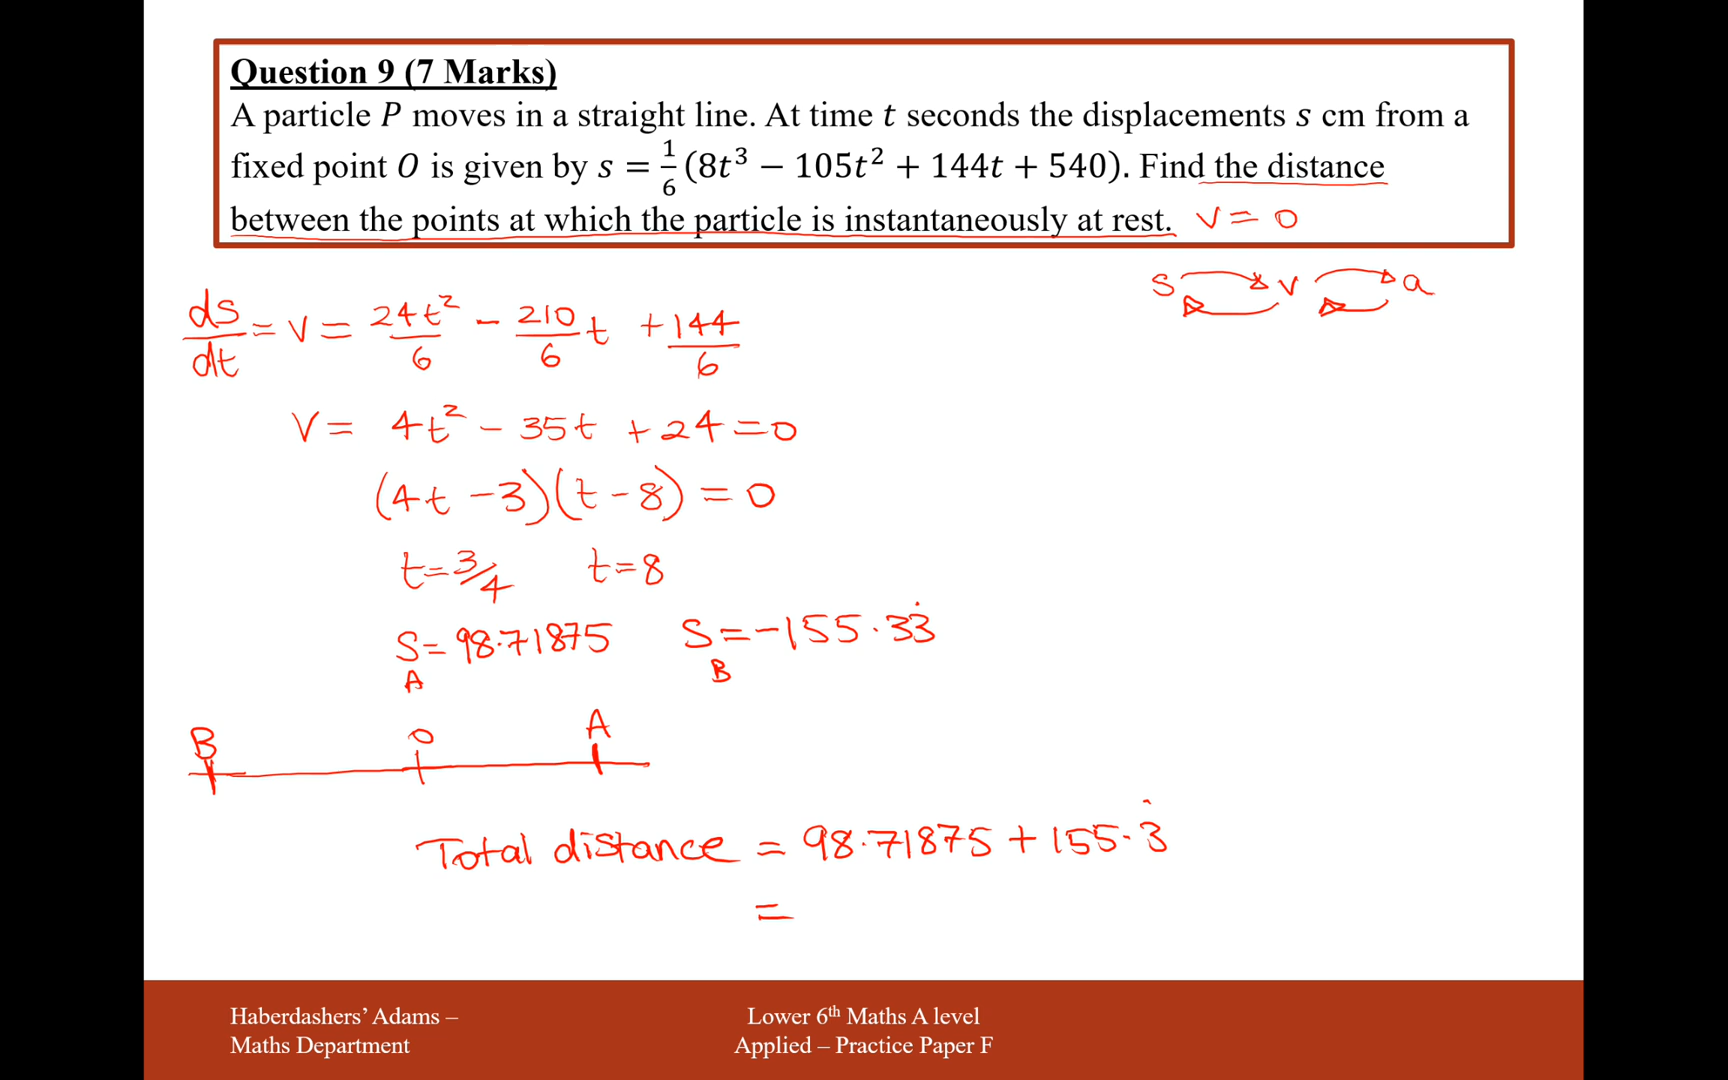 Question 9 (7 Marks)
A particle P moves in a straight line. At time t seconds the displacements s cm from a
fixed point O is given by s = 1/6 (8t³ − 105t² + 144t + 540). Find the distance
between the points at which the particle is instantaneously at rest. v = 0
s v a
ds/dt = v = 24t²/6 − 210/6 t + 144/6
v = 4t² − 35t + 24 = 0
(4t − 3)(t − 8) = 0
t = 3/4 t = 8
s = 98.71875 s = −155.33̇
A B
B O A
Total distance = 98.71875 + 155.3̇
=
Haberdashers’ Adams –
Maths Department
Lower 6th Maths A level
Applied – Practice Paper F